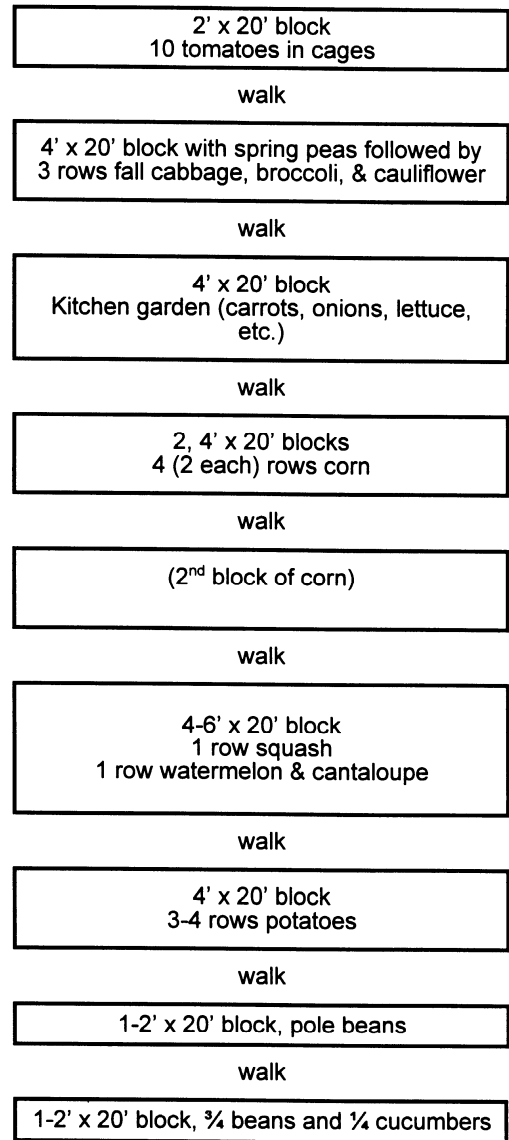 2' x 20' block
10 tomatoes in cages
walk
4' x 20' block with spring peas followed by
3 rows fall cabbage, broccoli, & cauliflower
walk
4' x 20' block
Kitchen garden (carrots, onions, lettuce,
etc.)
walk
2, 4' x 20' blocks
4 (2 each) rows corn
walk
(2nd block of corn)
walk
4-6' x 20' block
1 row squash
1 row watermelon & cantaloupe
walk
4' x 20' block
3-4 rows potatoes
walk
1-2' x 20' block, pole beans
walk
1-2' x 20' block, ¾ beans and ¼ cucumbers